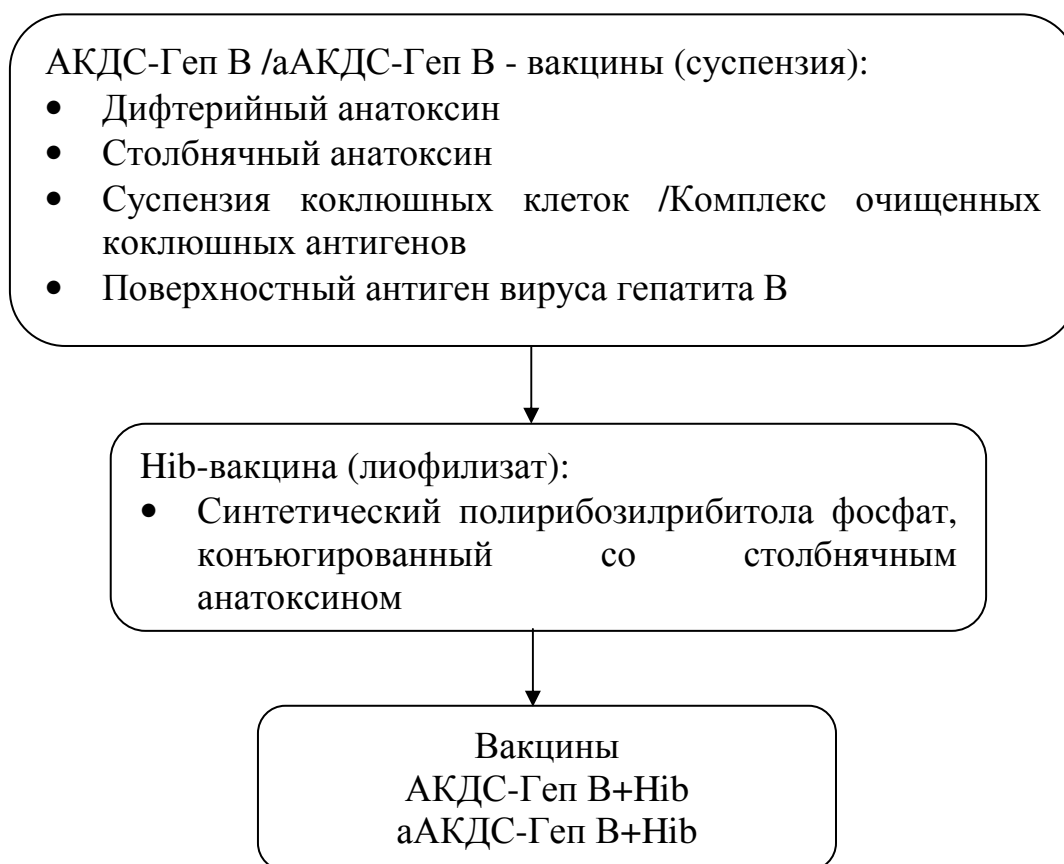 АКДС-Геп В /аАКДС-Геп В - вакцины (суспензия):
• Дифтерийный анатоксин
• Столбнячный анатоксин
• Суспензия коклюшных клеток /Комплекс очищенных
коклюшных антигенов
• Поверхностный антиген вируса гепатита В
Hib-вакцина (лиофилизат):
• Синтетический полирибозилрибитола фосфат,
конъюгированный со столбнячным
анатоксином
Вакцины
АКДС-Геп В+Hib
аАКДС-Геп В+Hib